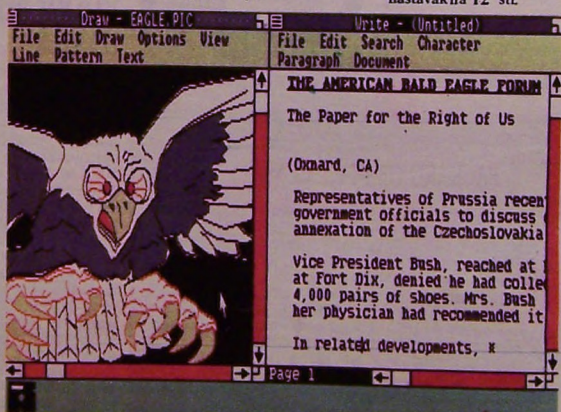 nastavak na 12 str.
Draw - EAGLE.PIC
File Edit Draw Options View
Line Pattern Text
Write - (Untitled)
File Edit Search Character
Paragraph Document
THE AMERICAN BALD EAGLE FORUM
The Paper for the Right of Us
(Oxnard, CA)
Representatives of Prussia recen
government officials to discuss
annexation of the Czechoslovakia
Vice President Bush, reached at
at Fort Dix, denied he had colle
4,000 pairs of shoes. Mrs. Bush
her physician had recommended it
In related developments,
Page 1